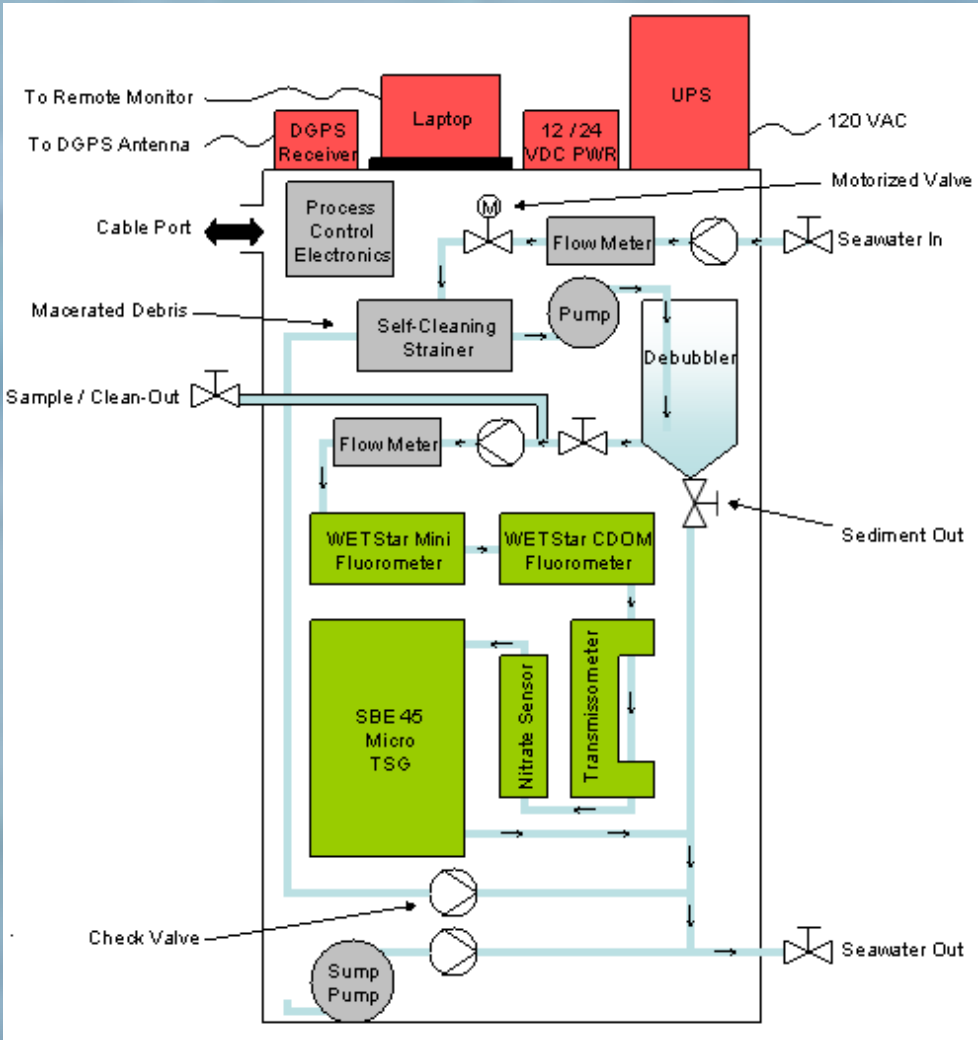 UPS
To Remote Monitor
Laptop
120 VAC
DGPS
Receiver
12 / 24
VDC PWR
To DGPS Antenna
Motorized Valve
Process
Control
Electronics
M
Cable Port
Flow Meter
Seawater In
Macerated Debris
Self-Cleaning
Strainer
Pump
Debubbler
Sample / Clean-Out
Flow Meter
WETStar Mini
Fluorometer
WETStar CDOM
Fluorometer
Sediment Out
SBE 45
Micro
TSG
Nitrate Sensor
Transmissometer
Check Valve
Sump
Pump
Seawater Out